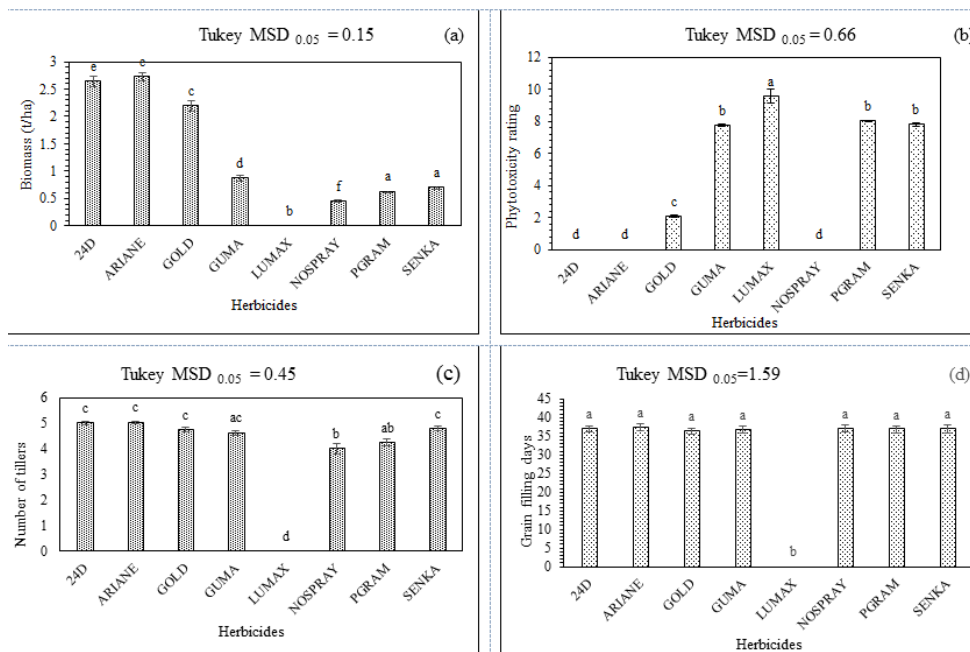 Tukey MSD 0.05 = 0.15 (a)
Biomass (t/ha)
3
2.5
2
1.5
1
0.5
0
e e c d b f a a
24D ARIANE GOLD GUMA LUMAX NOSPRAY PGRAM SENKA
Herbicides
Tukey MSD 0.05 = 0.66 (b)
Phytotoxicity rating
12
10
8
6
4
2
0
d d c b a d b b
24D ARIANE GOLD GUMA LUMAX NOSPRAY PGRAM SENKA
Herbicides
Tukey MSD 0.05 = 0.45 (c)
Number of tillers
6
5
4
3
2
1
0
c c c ac d b ab c
24D ARIANE GOLD GUMA LUMAX NOSPRAY PGRAM SENKA
Herbicides
Tukey MSD 0.05=1.59 (d)
Grain filling days
45
40
35
30
25
20
15
10
5
0
a a a a b a a a
24D ARIANE GOLD GUMA LUMAX NOSPRAY PGRAM SENKA
Herbicides